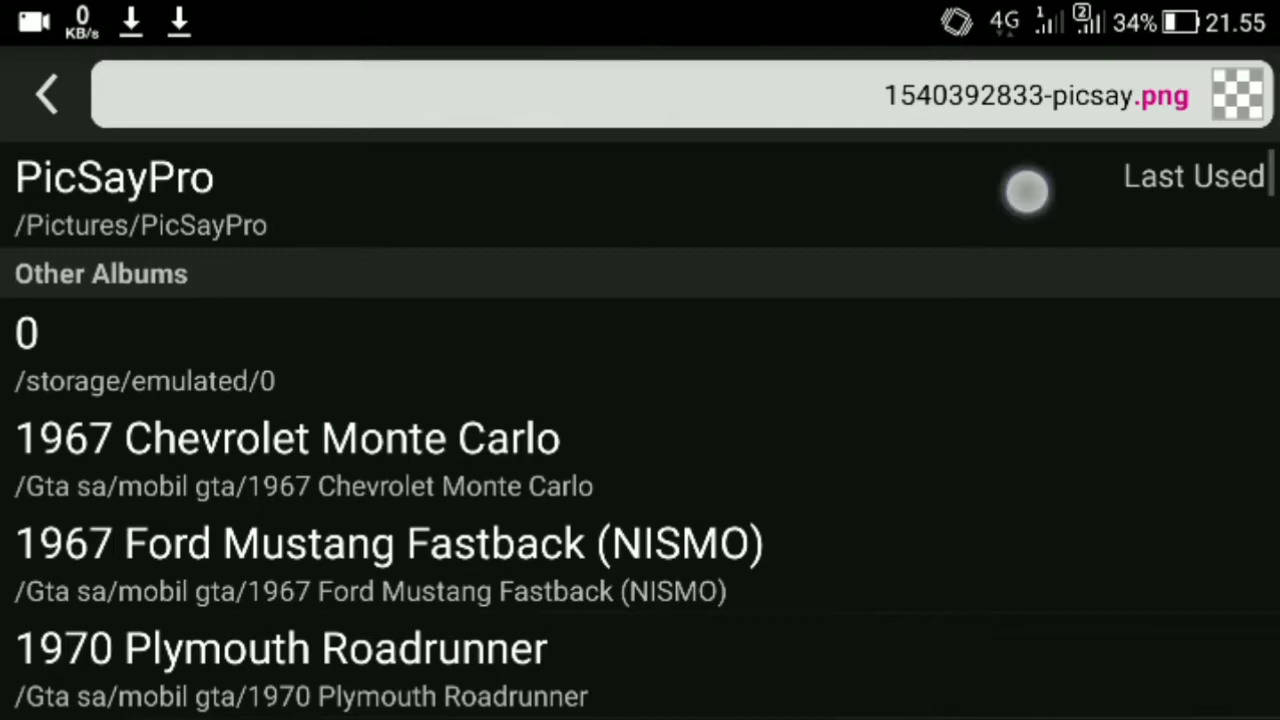 0
KB/s
4G
1
2
34%
21.55
1540392833-picsay.png
PicSayPro
Last Used
/Pictures/PicSayPro
Other Albums
0
/storage/emulated/0
1967 Chevrolet Monte Carlo
/Gta sa/mobil gta/1967 Chevrolet Monte Carlo
1967 Ford Mustang Fastback (NISMO)
/Gta sa/mobil gta/1967 Ford Mustang Fastback (NISMO)
1970 Plymouth Roadrunner
/Gta sa/mobil gta/1970 Plymouth Roadrunner